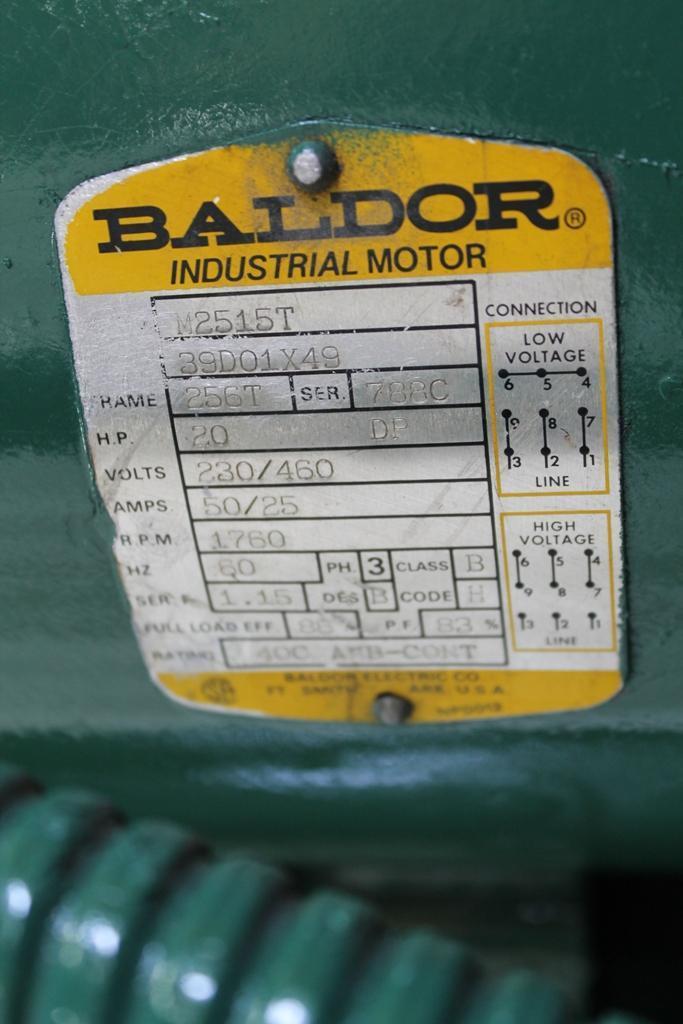 BALDOR®
INDUSTRIAL MOTOR
M2515T
39D01X49
RAME 256T SER. 788C
H.P. 20 DP
VOLTS 230/460
AMPS. 50/25
R.P.M. 1760
HZ 60 PH. 3 CLASS B
SER. F. 1.15 DES B CODE H
FULL LOAD EFF. 88 % P.F. 83 %
RATING 40C AMB-CONT
BALDOR ELECTRIC CO.
FT. SMITH, ARK. U.S.A.
CONNECTION
LOW
VOLTAGE
6 5 4
9 8 7
3 2 1
LINE
HIGH
VOLTAGE
6 5 4
9 8 7
3 2 1
LINE